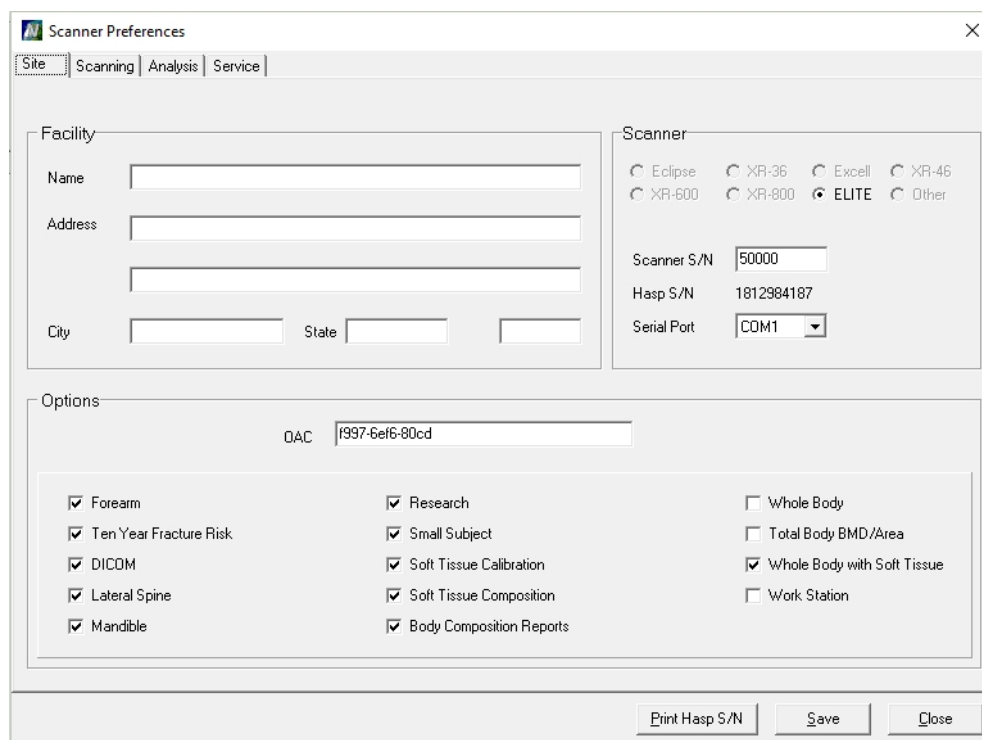 Scanner Preferences
Site Scanning Analysis Service
Facility
Name
Address
City State
Scanner
Eclipse XR-36 Excell XR-46
XR-600 XR-800 ELITE Other
Scanner S/N 50000
Hasp S/N 1812984187
Serial Port COM1
Options
OAC f997-6ef6-80cd
Forearm Research Whole Body
Ten Year Fracture Risk Small Subject Total Body BMD/Area
DICOM Soft Tissue Calibration Whole Body with Soft Tissue
Lateral Spine Soft Tissue Composition Work Station
Mandible Body Composition Reports
Print Hasp S/N Save Close